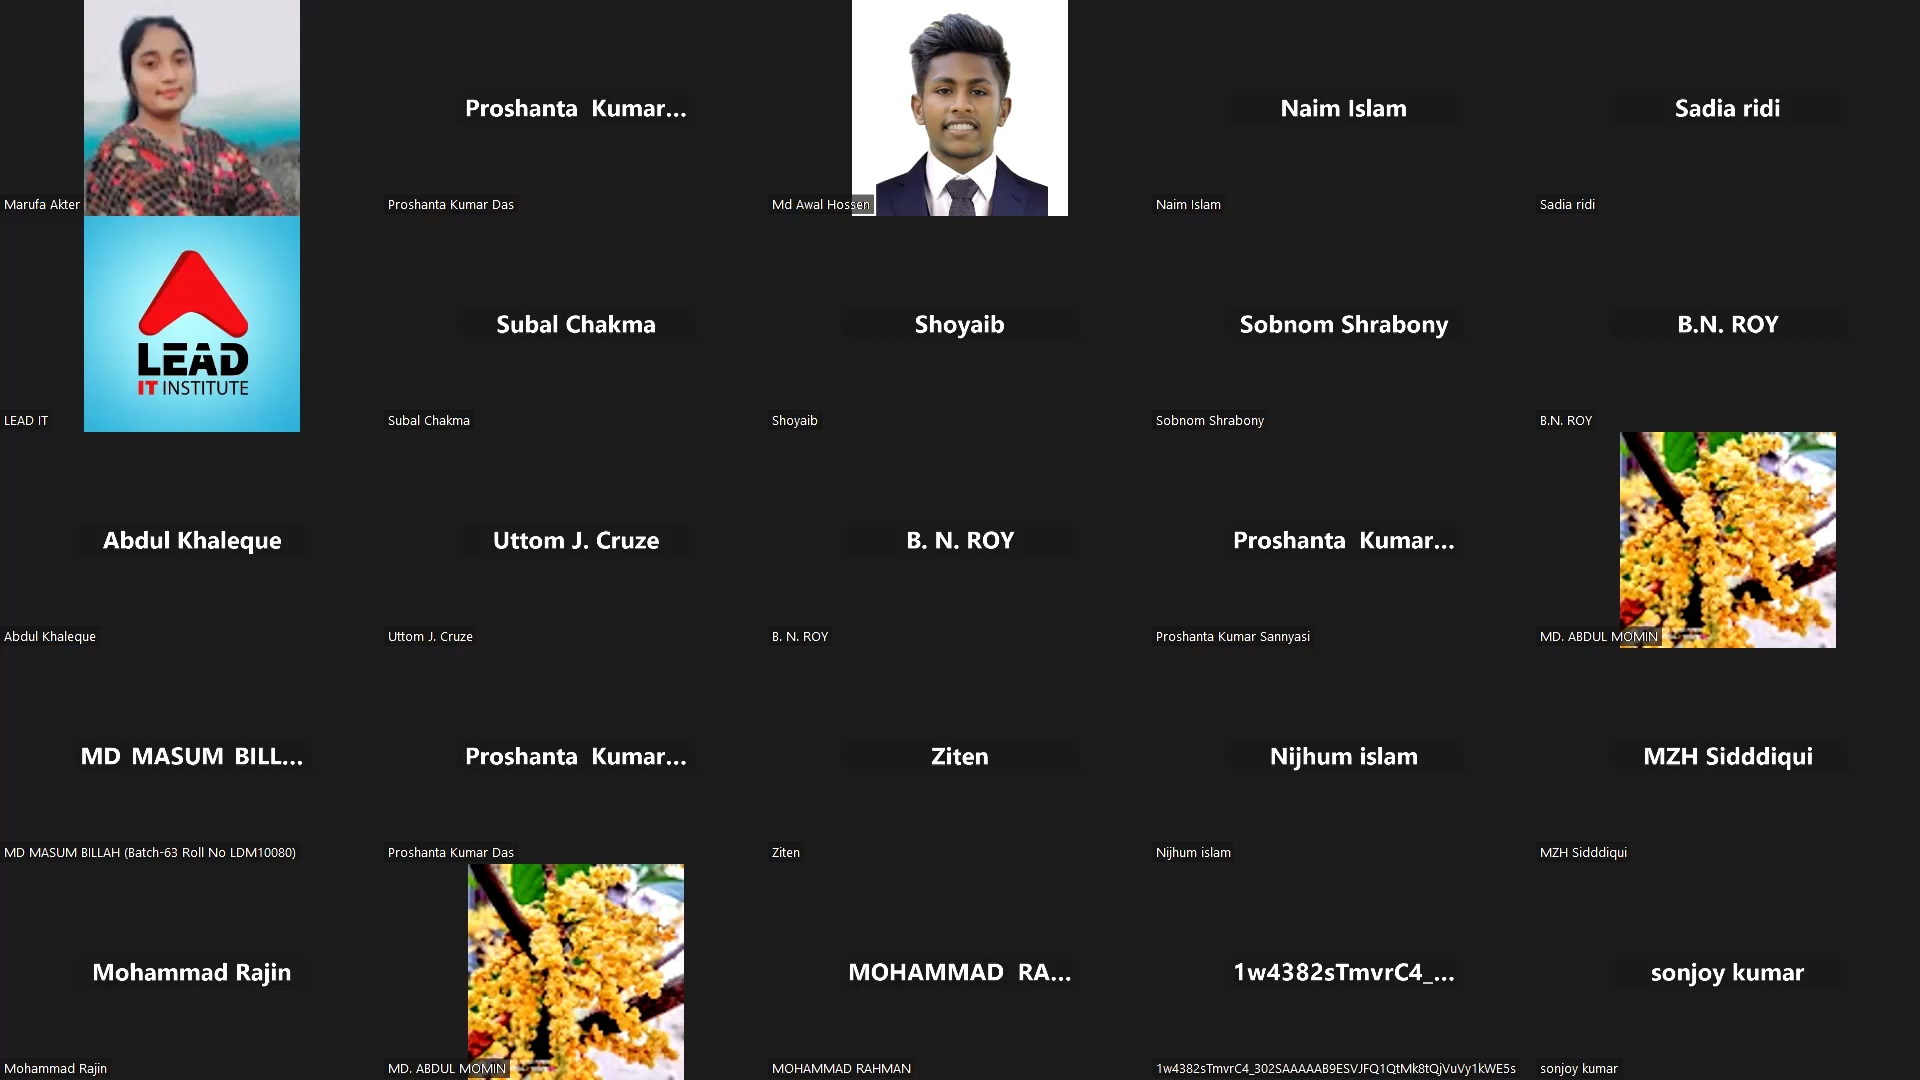 Marufa Akter
Proshanta Kumar...
Proshanta Kumar Das
Md Awal Hossen
Naim Islam
Naim Islam
Sadia ridi
Sadia ridi
LEAD
IT INSTITUTE
LEAD IT
Subal Chakma
Subal Chakma
Shoyaib
Shoyaib
Sobnom Shrabony
Sobnom Shrabony
B.N. ROY
B.N. ROY
Abdul Khaleque
Abdul Khaleque
Uttom J. Cruze
Uttom J. Cruze
B. N. ROY
B. N. ROY
Proshanta Kumar...
Proshanta Kumar Sannyasi
MD. ABDUL MOMIN
MD MASUM BILL...
MD MASUM BILLAH (Batch-63 Roll No LDM10080)
Proshanta Kumar...
Proshanta Kumar Das
Ziten
Ziten
Nijhum islam
Nijhum islam
MZH Sidddiqui
MZH Sidddiqui
Mohammad Rajin
Mohammad Rajin
MD. ABDUL MOMIN
MOHAMMAD RA...
MOHAMMAD RAHMAN
1w4382sTmvrC4_...
1w4382sTmvrC4_302SAAAAAB9ESVJFQ1QtMk8tQjVuVy1kWE5s
sonjoy kumar
sonjoy kumar